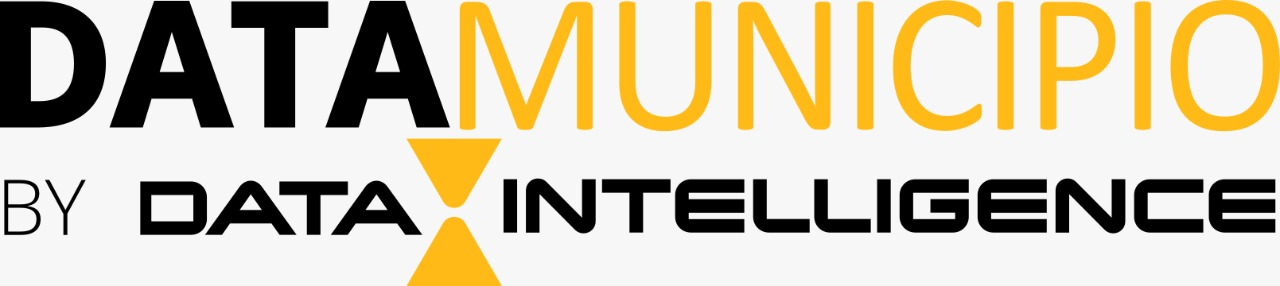 DATAMUNICIPIO
BY DATA INTELLIGENCE